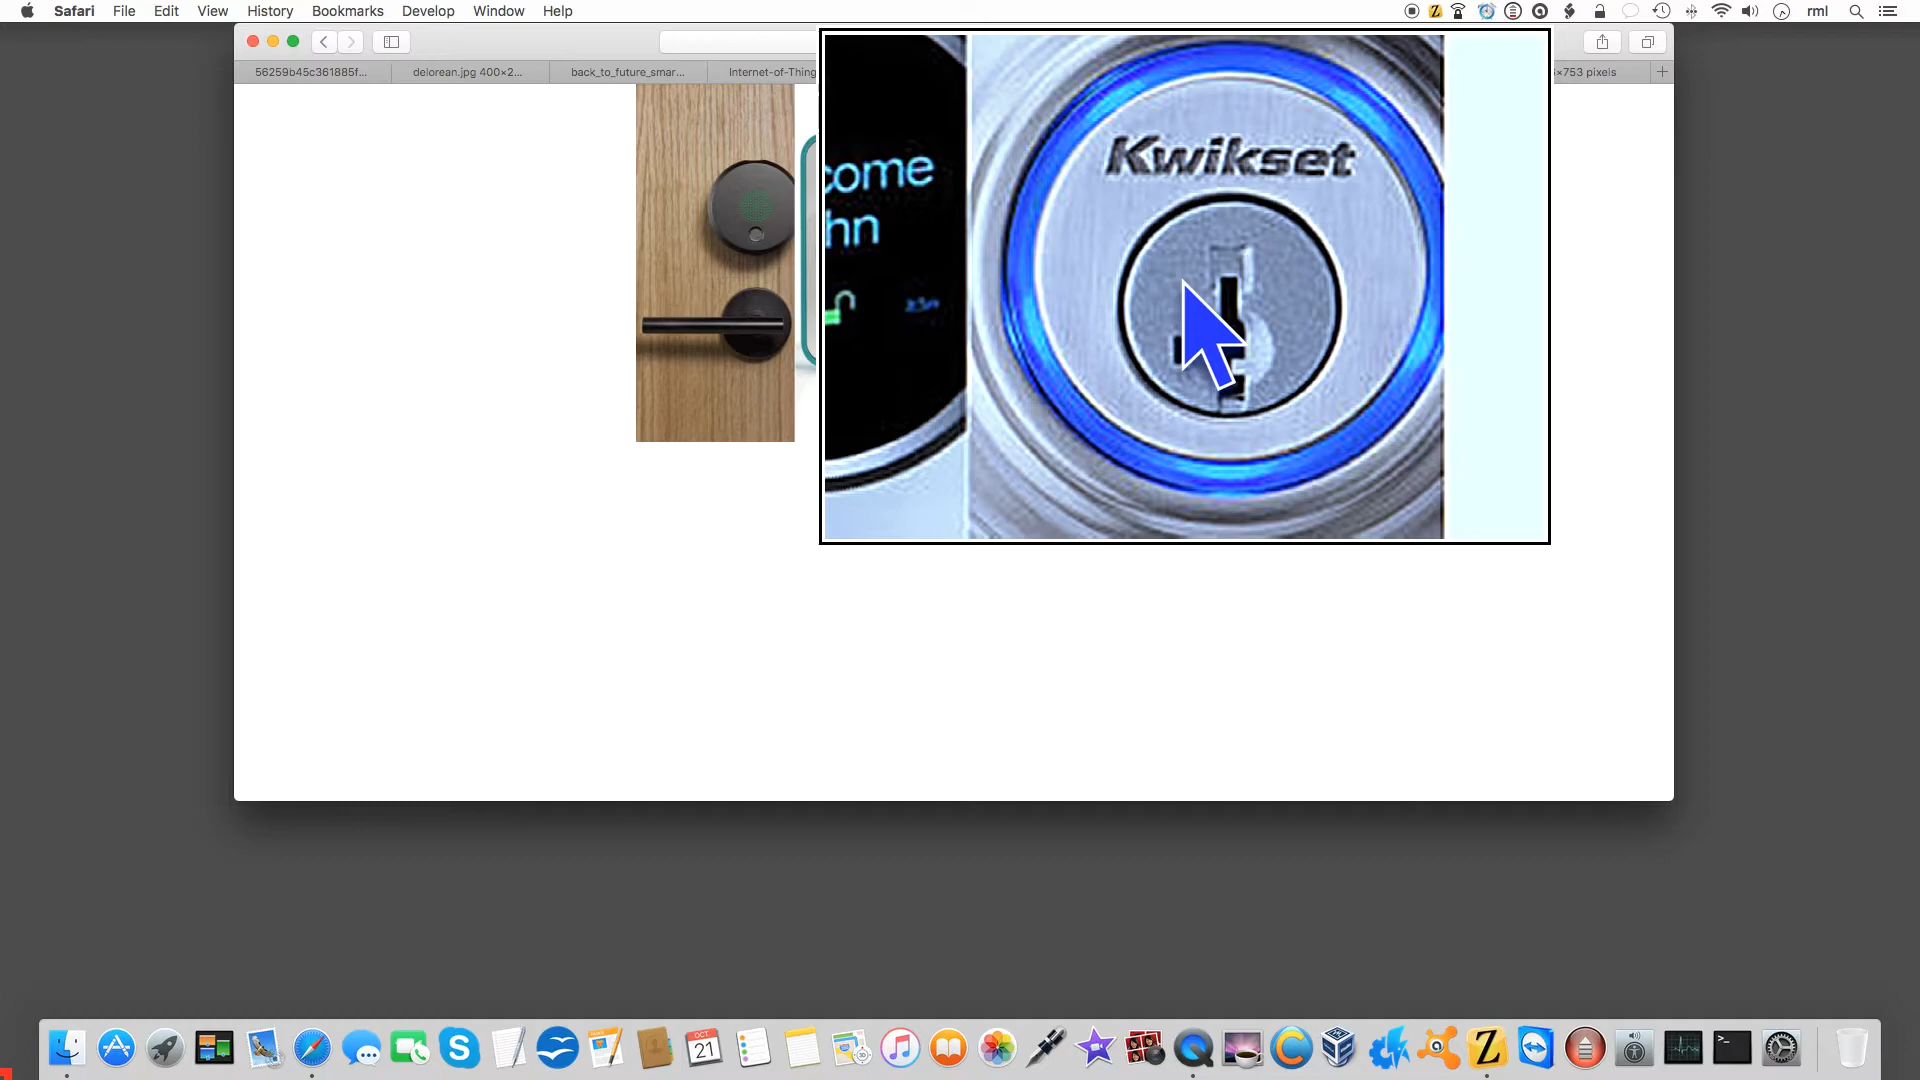 Safari File Edit View History Bookmarks Develop Window Help rml
56259b45c361885f... delorean.jpg 400×2... back_to_future_smar... Internet-of-Thing ×753 pixels
come
hn
Kwikset
OCT
21